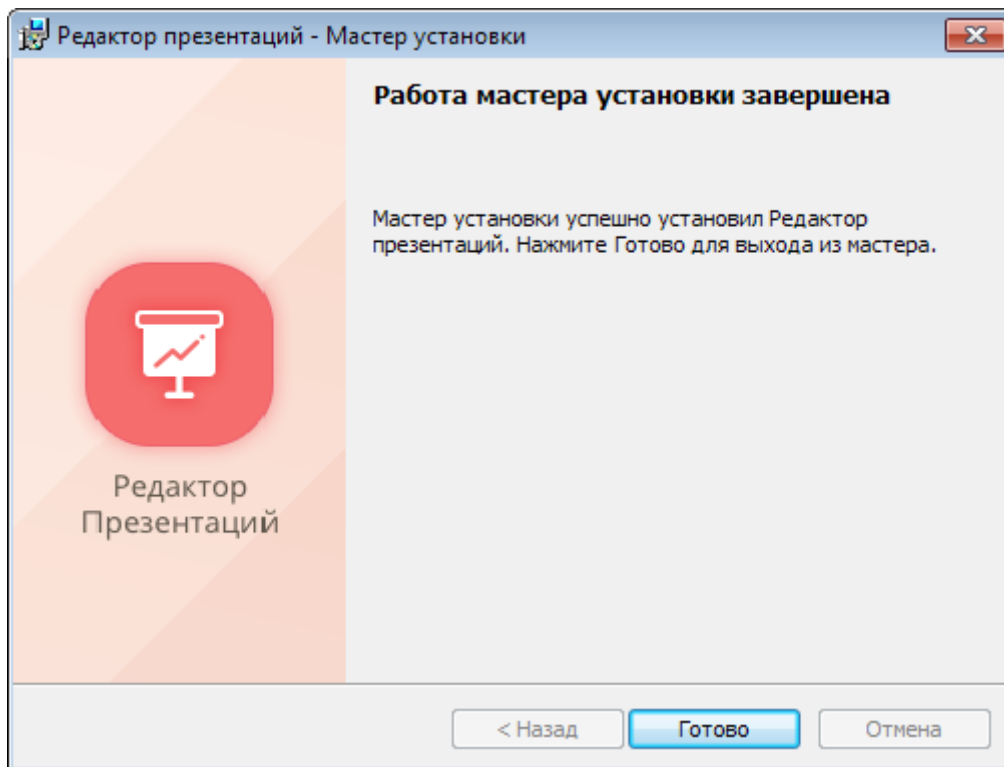 Редактор презентаций - Мастер установки
Работа мастера установки завершена
Мастер установки успешно установил Редактор
презентаций. Нажмите Готово для выхода из мастера.
Редактор
Презентаций
< Назад
Готово
Отмена